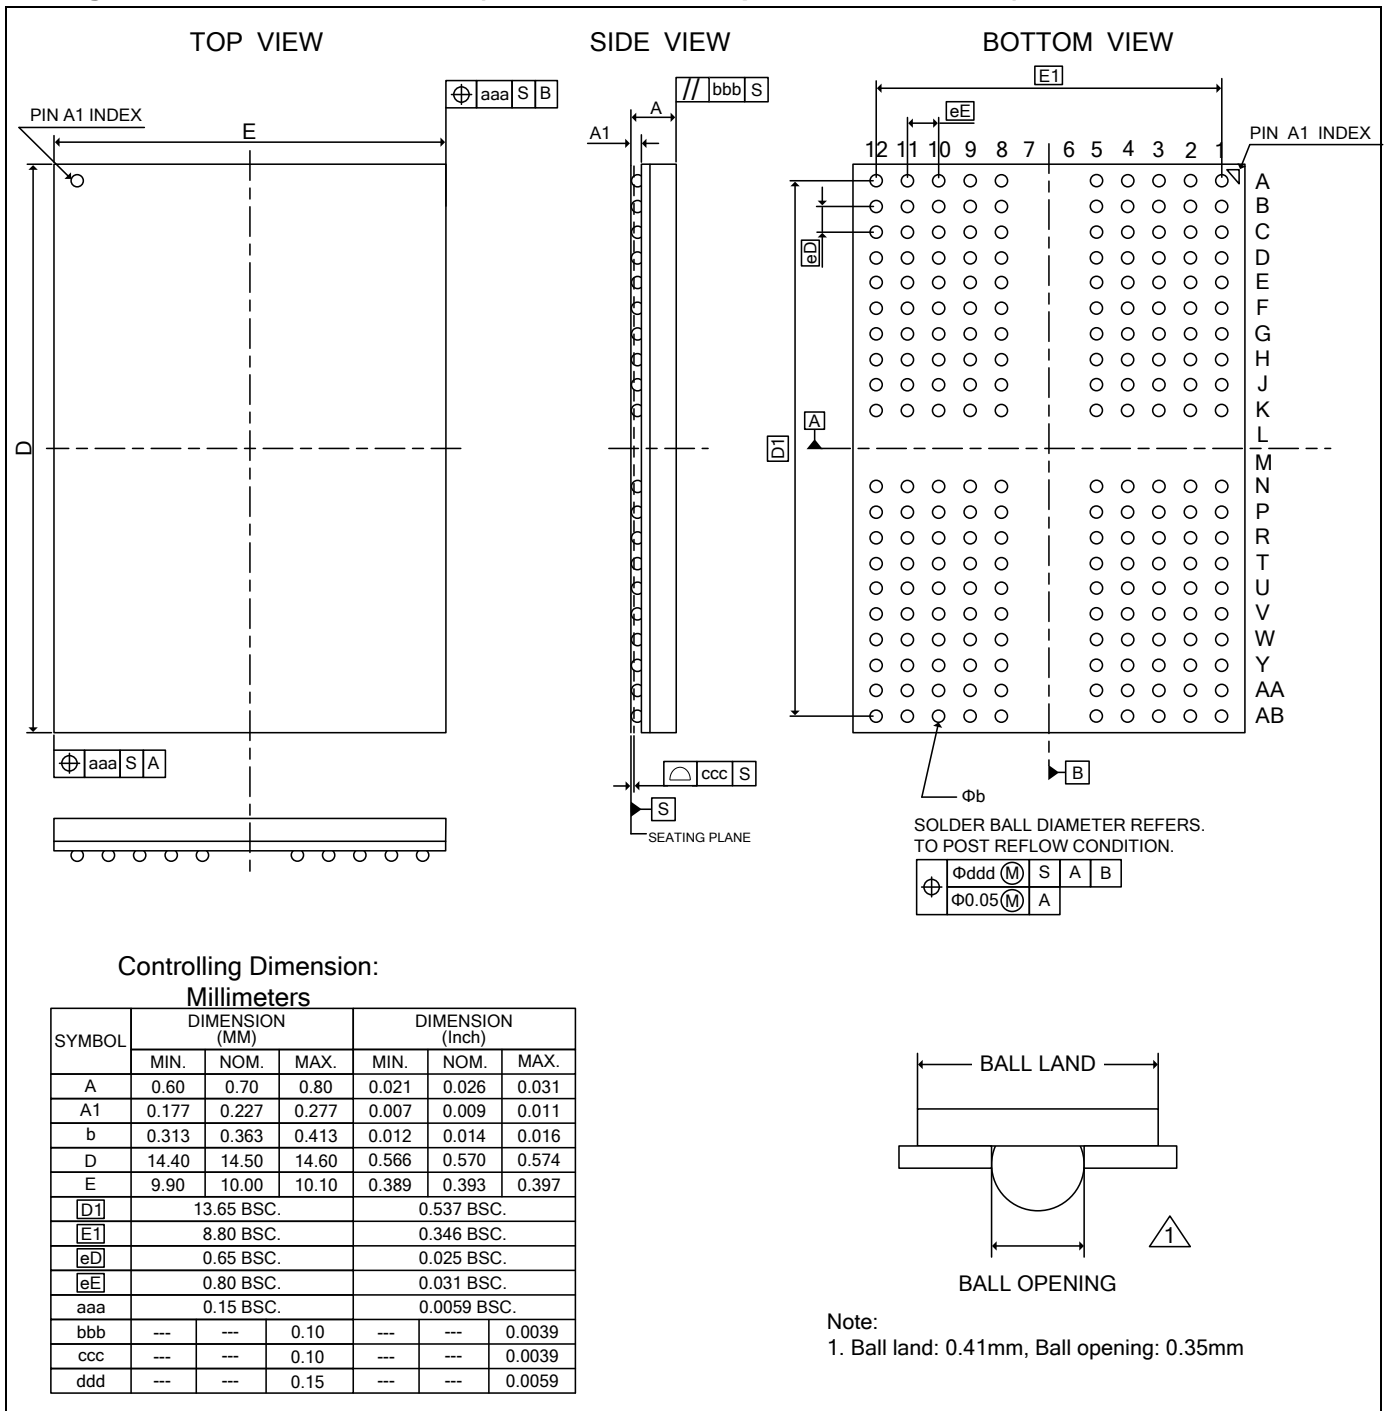 TOP VIEW
SIDE VIEW
BOTTOM VIEW
aaa S B
PIN A1 INDEX
E
// bbb S
A
A1
E1
eE
PIN A1 INDEX
12 11 10 9 8 7 6 5 4 3 2 1
A
B
C
D
E
F
G
H
J
K
L
M
N
P
R
T
U
V
W
Y
AA
AB
eD
D1
A
D
aaa S A
ccc S
S
SEATING PLANE
B
Φb
SOLDER BALL DIAMETER REFERS.
TO POST REFLOW CONDITION.
Φddd Ⓜ S A B
Φ0.05 Ⓜ A
Controlling Dimension:
Millimeters
SYMBOL DIMENSION (MM) DIMENSION (Inch)
MIN. NOM. MAX. MIN. NOM. MAX.
A 0.60 0.70 0.80 0.021 0.026 0.031
A1 0.177 0.227 0.277 0.007 0.009 0.011
b 0.313 0.363 0.413 0.012 0.014 0.016
D 14.40 14.50 14.60 0.566 0.570 0.574
E 9.90 10.00 10.10 0.389 0.393 0.397
D1 13.65 BSC. 0.537 BSC.
E1 8.80 BSC. 0.346 BSC.
eD 0.65 BSC. 0.025 BSC.
eE 0.80 BSC. 0.031 BSC.
aaa 0.15 BSC. 0.0059 BSC.
bbb --- --- 0.10 --- --- 0.0039
ccc --- --- 0.10 --- --- 0.0039
ddd --- --- 0.15 --- --- 0.0059
BALL LAND
1
BALL OPENING
Note:
1. Ball land: 0.41mm, Ball opening: 0.35mm